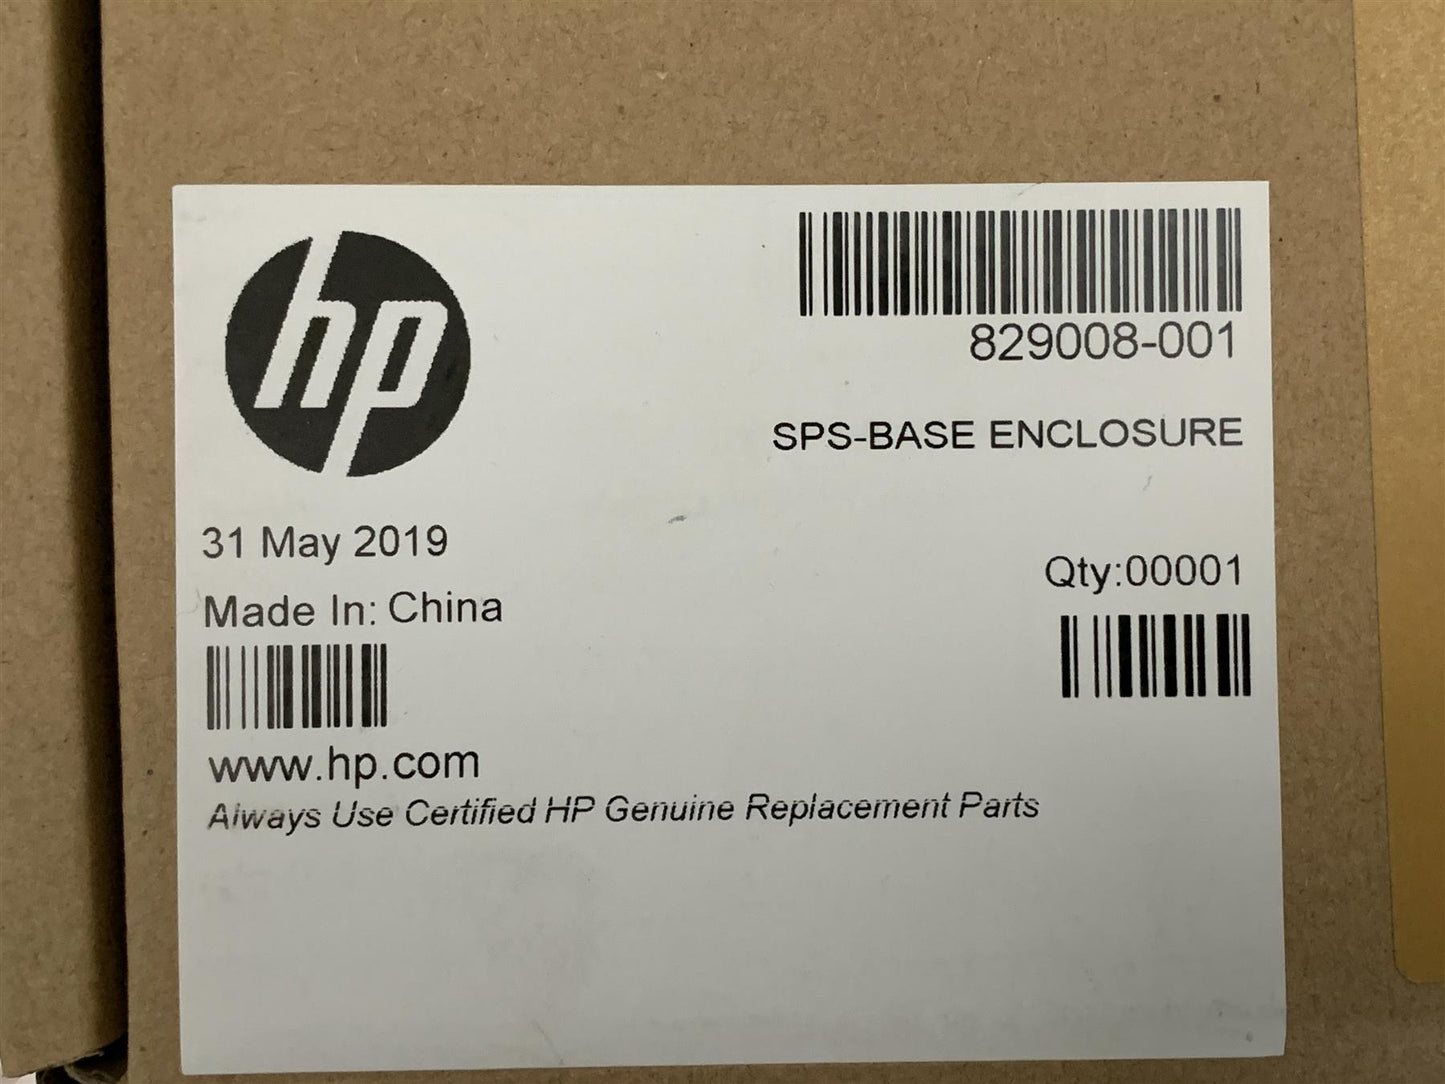 hp
829008-001
SPS-BASE ENCLOSURE
31 May 2019
Qty:00001
Made In: China
www.hp.com
Always Use Certified HP Genuine Replacement Parts